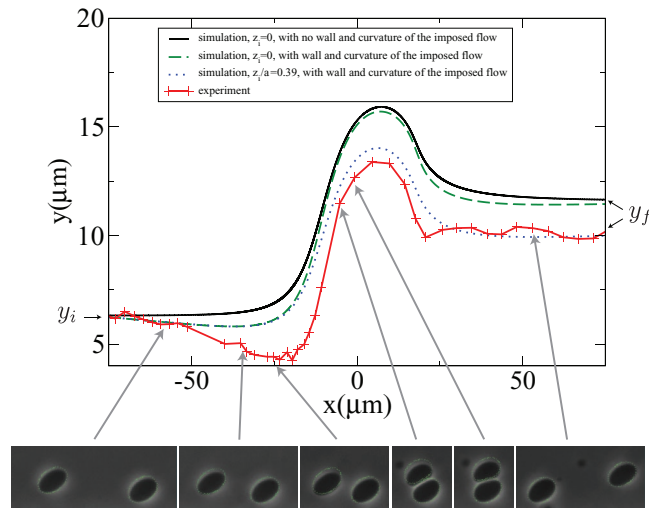 simulation, z_i=0, with no wall and curvature of the imposed flow
simulation, z_i=0, with wall and curvature of the imposed flow
simulation, z_i/a=0.39, with wall and curvature of the imposed flow
experiment
20
15
10
5
y(μm)
y_i
y_f
-50
0
50
x(μm)